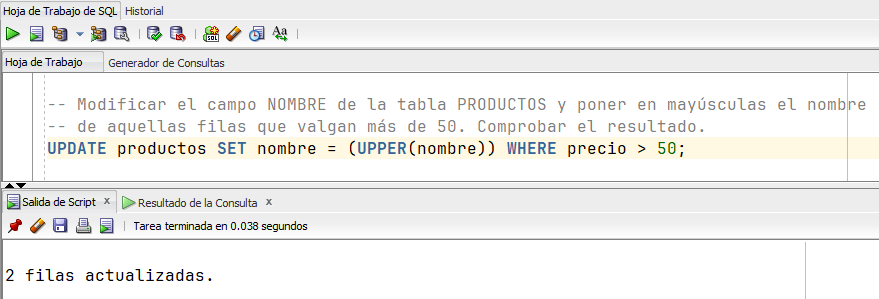 Hoja de Trabajo de SQL Historial
SQL
Aa
Hoja de Trabajo Generador de Consultas
-- Modificar el campo NOMBRE de la tabla PRODUCTOS y poner en mayúsculas el nombre
-- de aquellas filas que valgan más de 50. Comprobar el resultado.
UPDATE productos SET nombre = (UPPER(nombre)) WHERE precio > 50;
Salida de Script x Resultado de la Consulta x
Tarea terminada en 0.038 segundos
2 filas actualizadas.